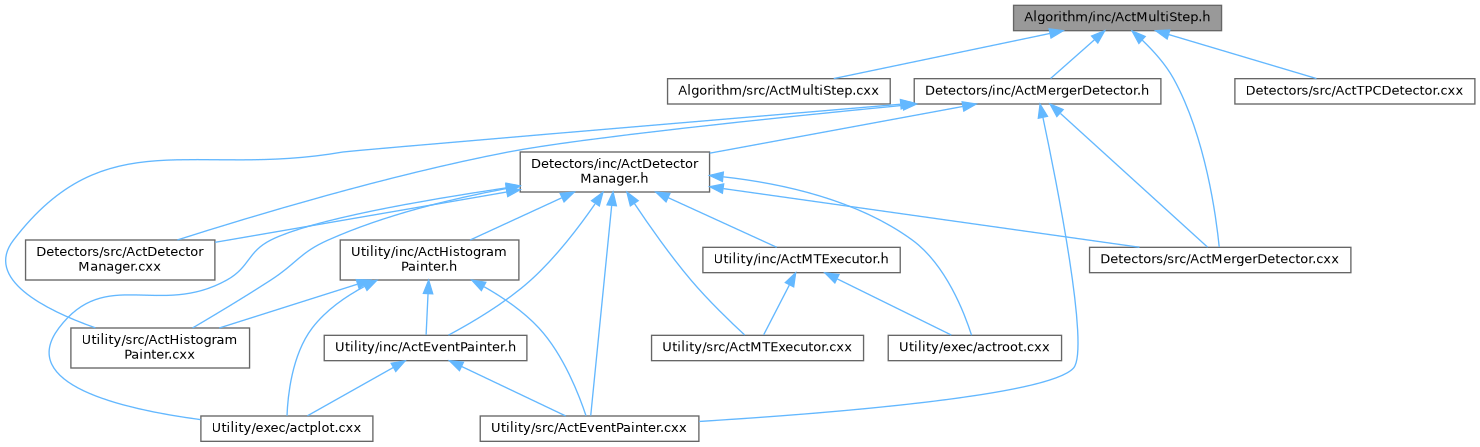 Algorithm/inc/ActMultiStep.h
Algorithm/src/ActMultiStep.cxx
Detectors/inc/ActMergerDetector.h
Detectors/src/ActTPCDetector.cxx
Detectors/inc/ActDetector
Manager.h
Detectors/src/ActDetector
Manager.cxx
Utility/inc/ActHistogram
Painter.h
Utility/inc/ActMTExecutor.h
Detectors/src/ActMergerDetector.cxx
Utility/src/ActHistogram
Painter.cxx
Utility/inc/ActEventPainter.h
Utility/src/ActMTExecutor.cxx
Utility/exec/actroot.cxx
Utility/exec/actplot.cxx
Utility/src/ActEventPainter.cxx